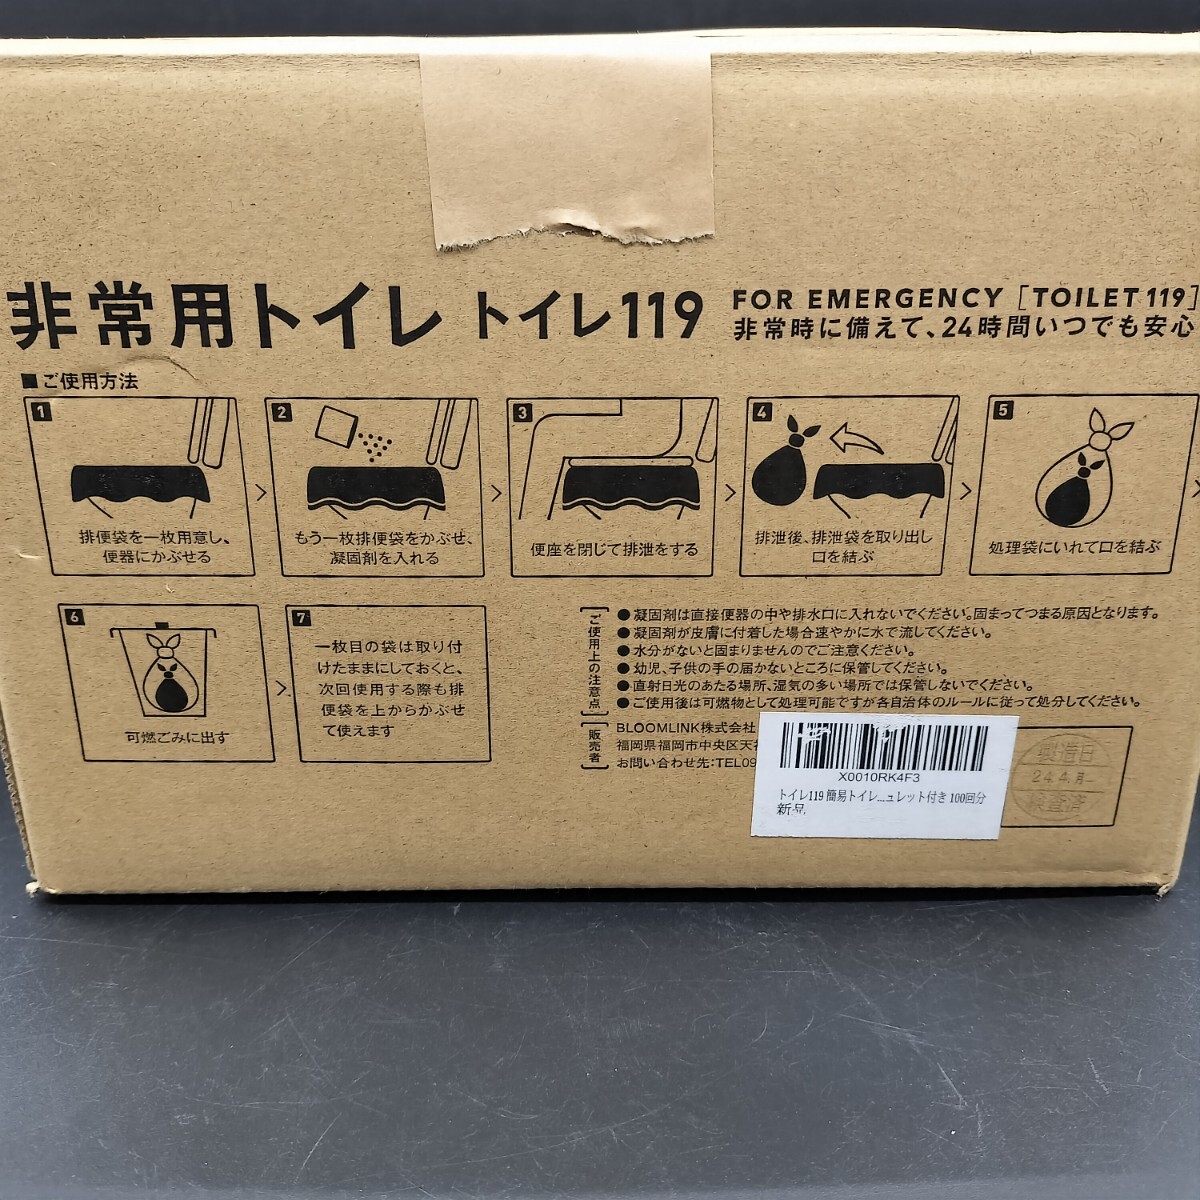 非常用トイレ トイレ119
FOR EMERGENCY [TOILET 119]
非常時に備えて、24時間いつでも安心
■ご使用方法
1
排便袋を一枚用意し、
便器にかぶせる
2
もう一枚排便袋をかぶせ、
凝固剤を入れる
3
便座を閉じて排泄をする
4
排泄後、排泄袋を取り出し
口を結ぶ
5
処理袋にいれて口を結ぶ
6
可燃ごみに出す
7
一枚目の袋は取り付
けたままにしておくと、
次回使用する際も排
便袋を上からかぶせ
て使えます
ご使用上の注意点
●凝固剤は直接便器の中や排水口に入れないでください。固まってつまる原因となります。
●凝固剤が皮膚に付着した場合速やかに水で流してください。
●水分がないと固まりませんのでご注意ください。
●幼児、子供の手の届かないところに保管してください。
●直射日光のあたる場所、湿気の多い場所では保管しないでください。
●ご使用後は可燃物として処理可能ですが各自治体のルールに従って処分してください。
販売者
BLOOMLINK株式会社
福岡県福岡市中央区天神
お問い合わせ先:TEL09
X0010RK4F3
トイレ119 簡易トイレ...ュレット付き 100回分
新品
製造日
24.4.月
検査済